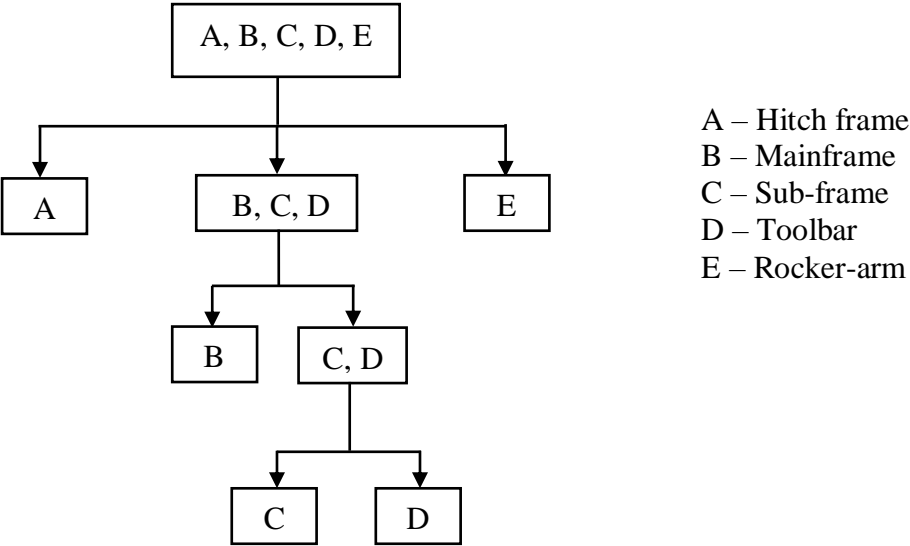 A, B, C, D, E
A – Hitch frame
B – Mainframe
C – Sub-frame
D – Toolbar
E – Rocker-arm
A
B, C, D
E
B
C, D
C
D